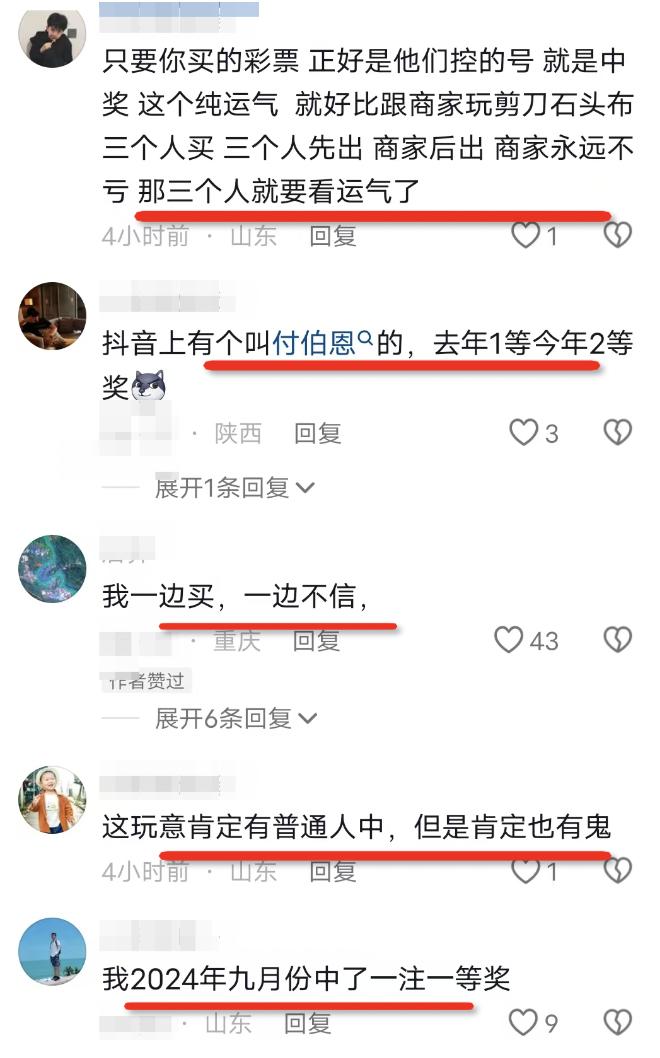 只要你买的彩票 正好是他们控的号 就是中
奖 这个纯运气 就好比跟商家玩剪刀石头布
三个人买 三个人先出 商家后出 商家永远不
亏 那三个人就要看运气了
4小时前 · 山东 回复 1
抖音上有个叫付伯恩的，去年1等今年2等
奖
· 陕西 回复 3
展开1条回复
我一边买，一边不信，
· 重庆 回复 43
作者赞过
展开6条回复
这玩意肯定有普通人中，但是肯定也有鬼
4小时前 · 山东 回复 1
我2024年九月份中了一注一等奖
· 山东 回复 9